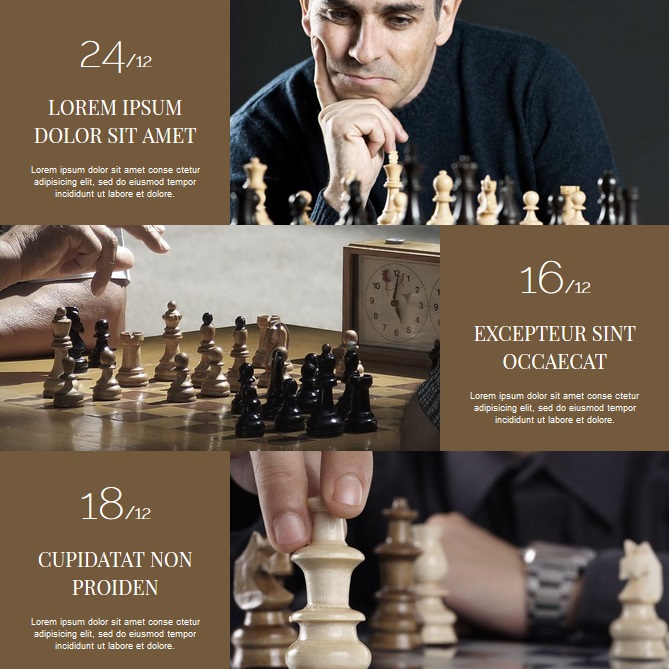 24/12
LOREM IPSUM
DOLOR SIT AMET
Lorem ipsum dolor sit amet conse ctetur
adipisicing elit, sed do eiusmod tempor
incididunt ut labore et dolore.
16/12
EXCEPTEUR SINT
OCCAECAT
Lorem ipsum dolor sit amet conse ctetur
adipisicing elit, sed do eiusmod tempor
incididunt ut labore et dolore.
18/12
CUPIDATAT NON
PROIDEN
Lorem ipsum dolor sit amet conse ctetur
adipisicing elit, sed do eiusmod tempor
incididunt ut labore et dolore.